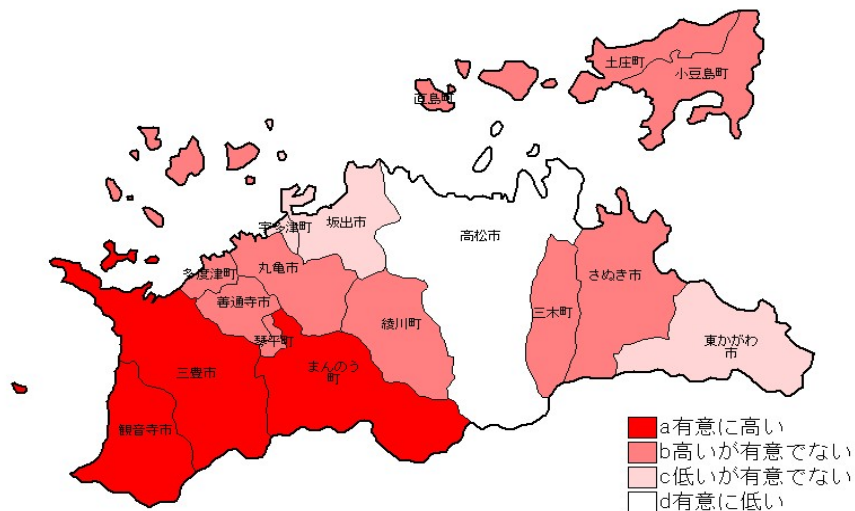 土庄町
小豆島町
直島町
宇多津町
坂出市
高松市
多度津町
丸亀市
さぬき市
善通寺市
綾川町
三木町
琴平町
東かがわ
市
三豊市
まんのう
町
観音寺市
a有意に高い
b高いが有意でない
c低いが有意でない
d有意に低い